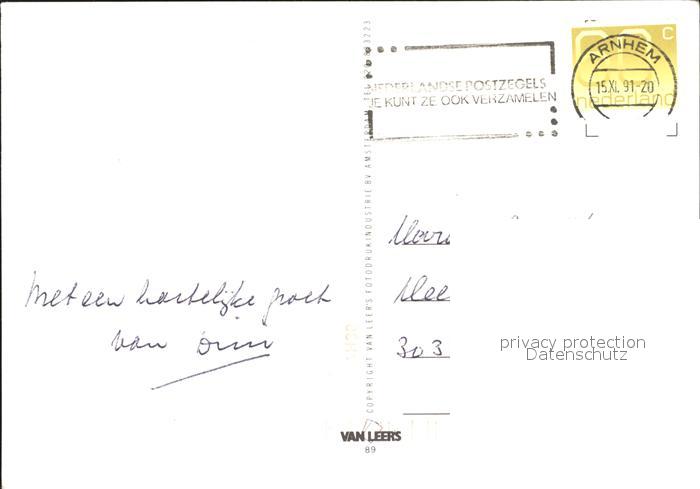 Met een hartelijke groet
van
NEDERLANDSE POSTZEGELS
JE KUNT ZE OOK VERZAMELEN
ARNHEM
15.XI.91-20
C
nederland
303
privacy protection
Datenschutz
COPYRIGHT VAN LEER'S FOTODRUKINDUSTRIE BV AMSTERDAM
VAN LEERS
89